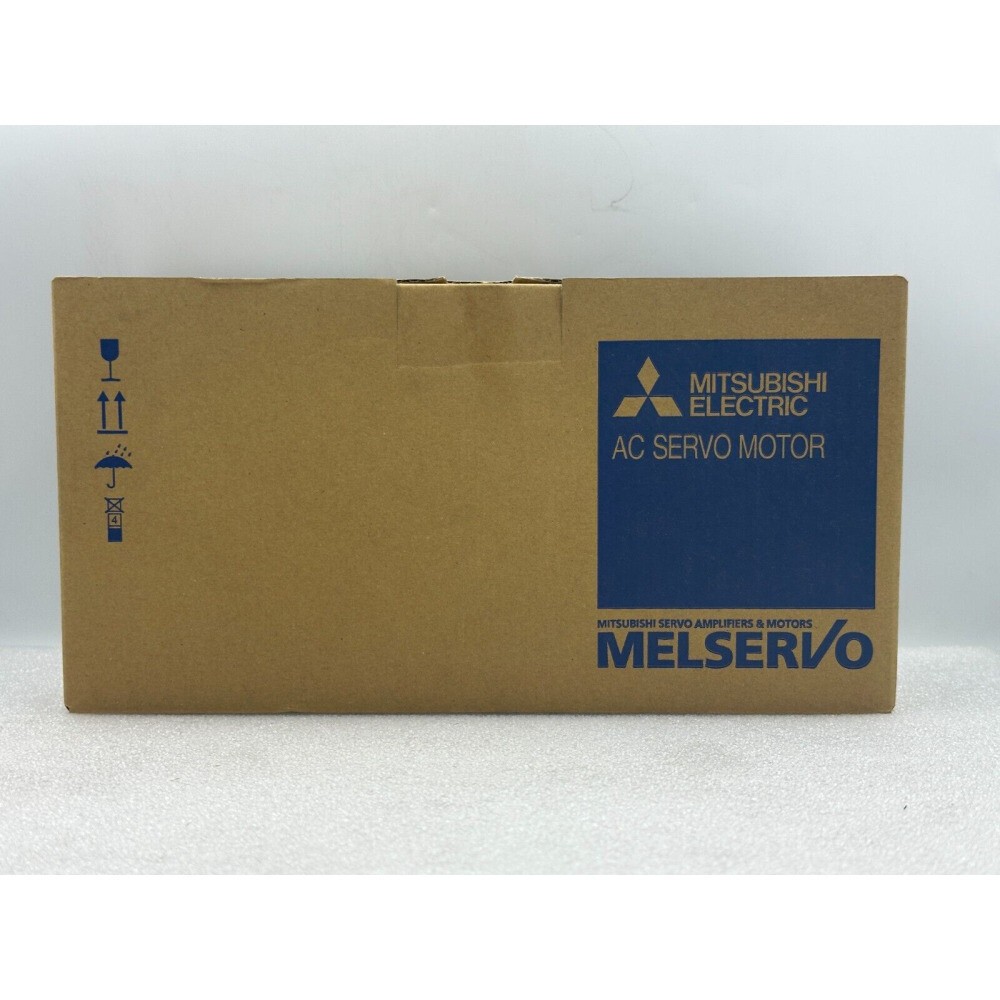 MITSUBISHI
ELECTRIC
AC SERVO MOTOR
4
MITSUBISHI SERVO AMPLIFIERS & MOTORS
MELSERVO